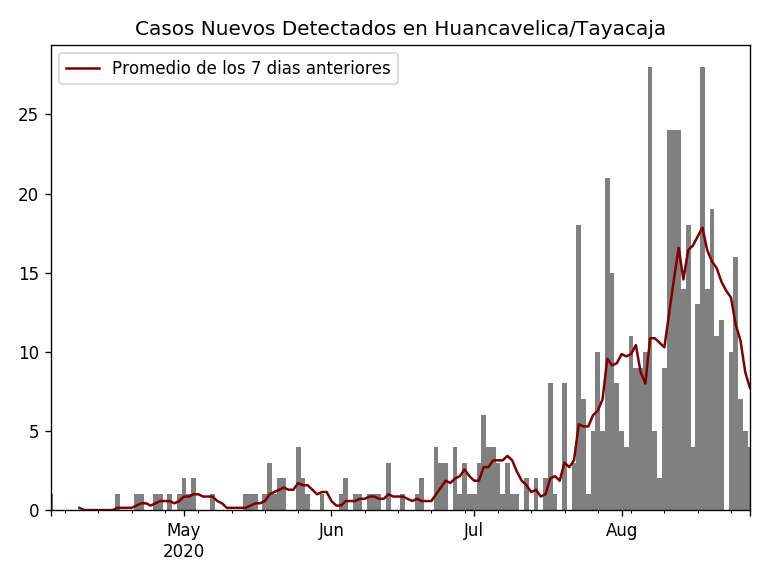 Casos Nuevos Detectados en Huancavelica/Tayacaja
Promedio de los 7 dias anteriores
25
20
15
10
5
0
May
2020
Jun
Jul
Aug